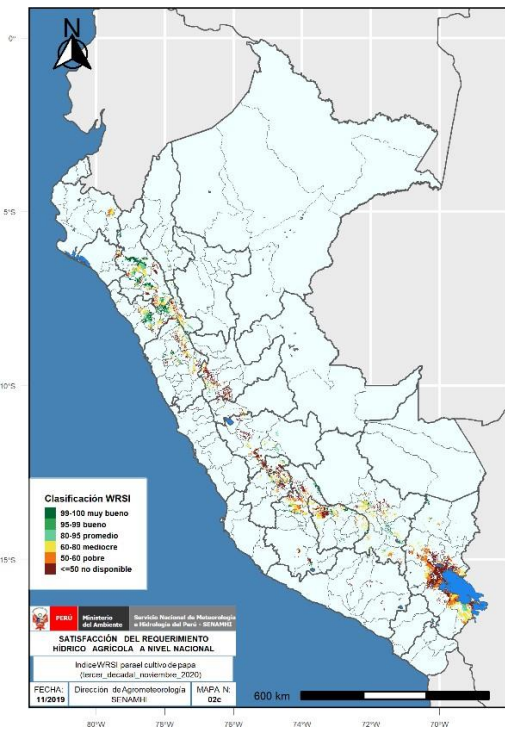 N
0°
5°S
10°S
15°S
Clasificación WRSI
99-100 muy bueno
95-99 bueno
80-95 promedio
60-80 mediocre
50-60 pobre
<=50 no disponible
PERÚ
Ministerio
del Ambiente
Servicio Nacional de Meteorología
e Hidrología del Perú - SENAMHI
SATISFACCIÓN DEL REQUERIMIENTO
HÍDRICO AGRÍCOLA A NIVEL NACIONAL
IndiceWRSI parael cultivo de papa
(tercer_decadal_noviembre_2020)
FECHA:
11/2019
Dirección de Agrometeorología
SENAMHI
MAPA N:
02c
600 km
80°W
78°W
76°W
74°W
72°W
70°W